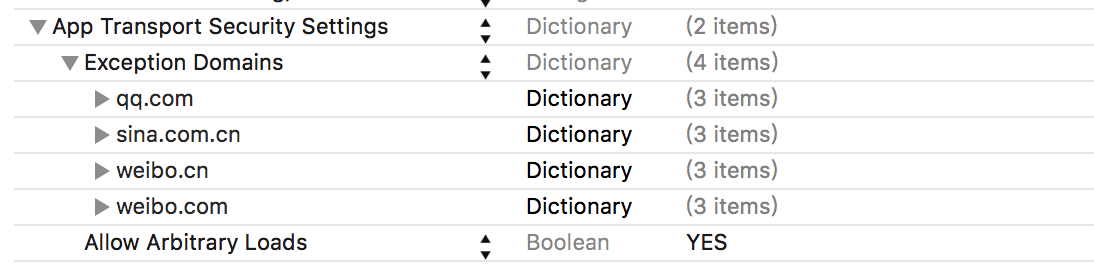 App Transport Security Settings Dictionary (2 items)
Exception Domains Dictionary (4 items)
qq.com Dictionary (3 items)
sina.com.cn Dictionary (3 items)
weibo.cn Dictionary (3 items)
weibo.com Dictionary (3 items)
Allow Arbitrary Loads Boolean YES